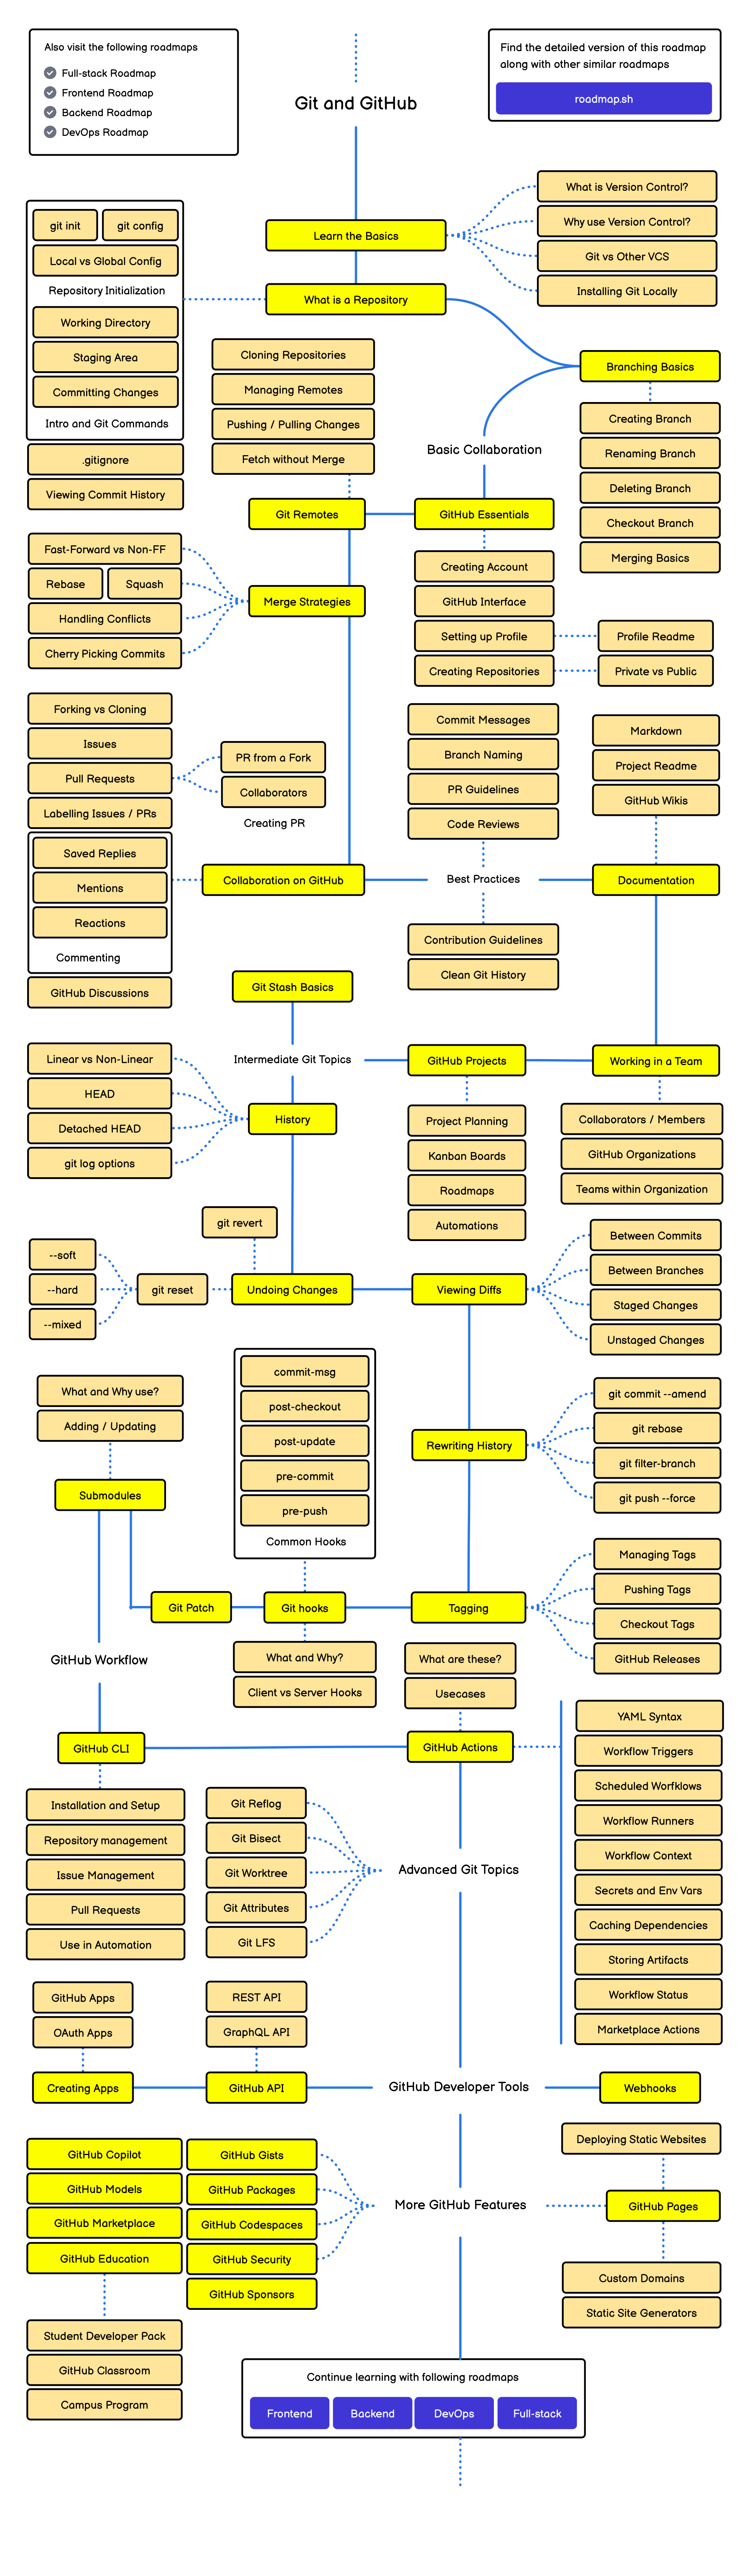 Also visit the following roadmaps
Full-stack Roadmap
Frontend Roadmap
Backend Roadmap
DevOps Roadmap
Find the detailed version of this roadmap
along with other similar roadmaps
roadmap.sh
Git and GitHub
Learn the Basics
What is Version Control?
Why use Version Control?
Git vs Other VCS
Installing Git Locally
What is a Repository
git init
git config
Local vs Global Config
Repository Initialization
Working Directory
Staging Area
Committing Changes
Intro and Git Commands
.gitignore
Viewing Commit History
Branching Basics
Creating Branch
Renaming Branch
Deleting Branch
Checkout Branch
Merging Basics
Basic Collaboration
Cloning Repositories
Managing Remotes
Pushing / Pulling Changes
Fetch without Merge
Git Remotes
GitHub Essentials
Creating Account
GitHub Interface
Setting up Profile
Profile Readme
Creating Repositories
Private vs Public
Fast-Forward vs Non-FF
Rebase
Squash
Handling Conflicts
Cherry Picking Commits
Merge Strategies
Forking vs Cloning
Issues
Pull Requests
Labelling Issues / PRs
Saved Replies
Mentions
Reactions
Commenting
GitHub Discussions
PR from a Fork
Collaborators
Creating PR
Collaboration on GitHub
Commit Messages
Branch Naming
PR Guidelines
Code Reviews
Best Practices
Contribution Guidelines
Clean Git History
Markdown
Project Readme
GitHub Wikis
Documentation
Git Stash Basics
Intermediate Git Topics
GitHub Projects
Working in a Team
Project Planning
Kanban Boards
Roadmaps
Automations
Collaborators / Members
GitHub Organizations
Teams within Organization
Linear vs Non-Linear
HEAD
Detached HEAD
git log options
History
git revert
--soft
--hard
--mixed
git reset
Undoing Changes
Viewing Diffs
Between Commits
Between Branches
Staged Changes
Unstaged Changes
What and Why use?
Adding / Updating
Submodules
commit-msg
post-checkout
post-update
pre-commit
pre-push
Common Hooks
Rewriting History
git commit --amend
git rebase
git filter-branch
git push --force
Git Patch
Git hooks
Tagging
Managing Tags
Pushing Tags
Checkout Tags
GitHub Releases
What and Why?
Client vs Server Hooks
What are these?
Usecases
GitHub Workflow
GitHub CLI
GitHub Actions
YAML Syntax
Workflow Triggers
Scheduled Worfklows
Workflow Runners
Workflow Context
Secrets and Env Vars
Caching Dependencies
Storing Artifacts
Workflow Status
Marketplace Actions
Installation and Setup
Repository management
Issue Management
Pull Requests
Use in Automation
Git Reflog
Git Bisect
Git Worktree
Git Attributes
Git LFS
Advanced Git Topics
GitHub Apps
OAuth Apps
Creating Apps
REST API
GraphQL API
GitHub API
GitHub Developer Tools
Webhooks
GitHub Copilot
GitHub Models
GitHub Marketplace
GitHub Education
GitHub Gists
GitHub Packages
GitHub Codespaces
GitHub Security
GitHub Sponsors
More GitHub Features
Deploying Static Websites
GitHub Pages
Custom Domains
Static Site Generators
Student Developer Pack
GitHub Classroom
Campus Program
Continue learning with following roadmaps
Frontend
Backend
DevOps
Full-stack